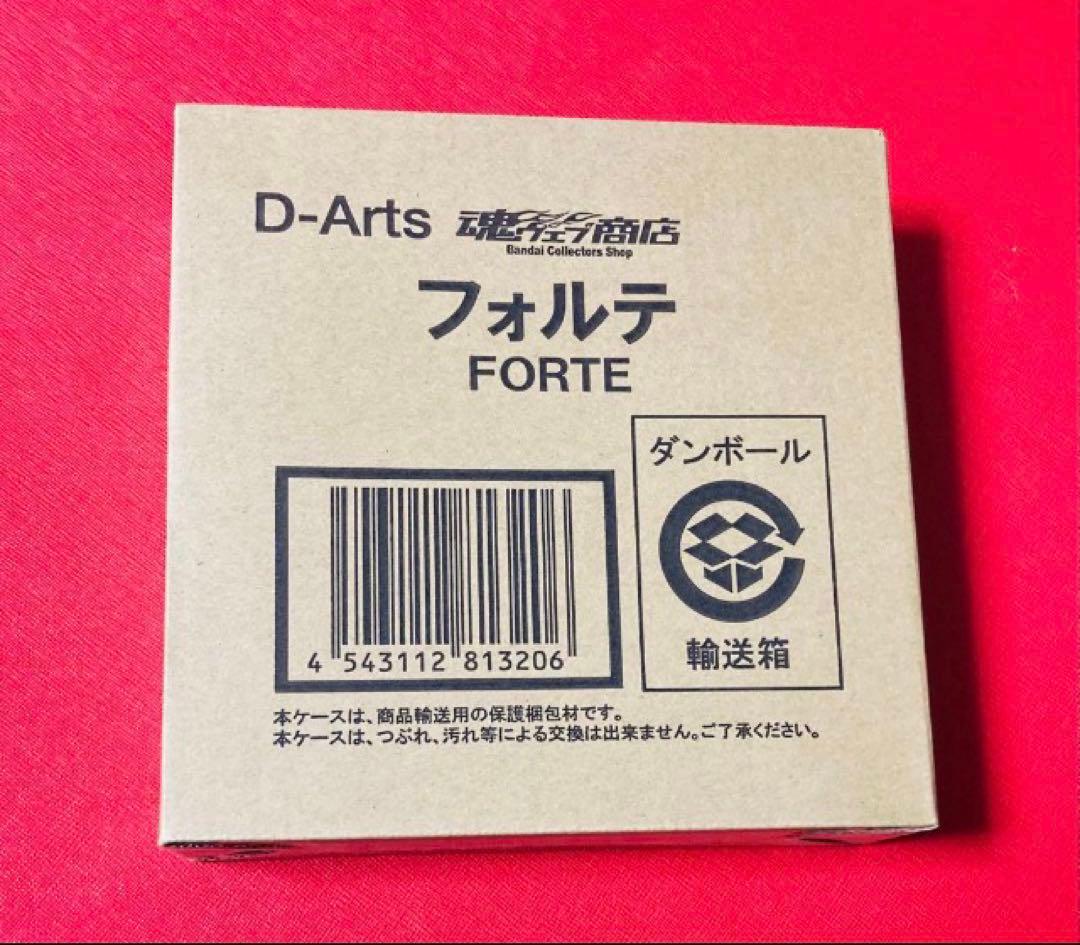 D-Arts 魂ウェブ商店
Bandai Collectors Shop
フォルテ
FORTE
ダンボール
輸送箱
4 543112 813206
本ケースは、商品輸送用の保護梱包材です。
本ケースは、つぶれ、汚れ等による交換は出来ません。ご了承ください。